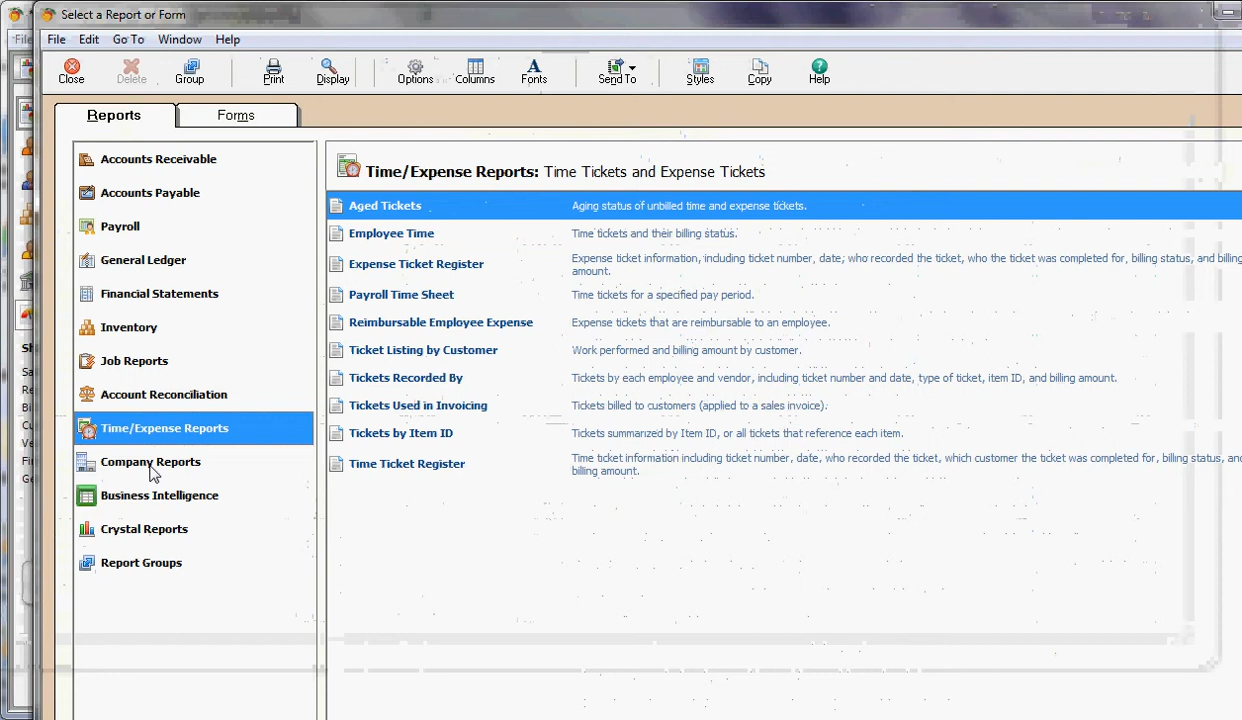 Select a Report or Form
File Edit Go To Window Help
Close Delete Group Print Display Options Columns Fonts Send To Styles Copy Help
Reports Forms
Accounts Receivable
Accounts Payable
Payroll
General Ledger
Financial Statements
Inventory
Job Reports
Account Reconciliation
Time/Expense Reports
Company Reports
Business Intelligence
Crystal Reports
Report Groups
Time/Expense Reports: Time Tickets and Expense Tickets
Aged Tickets Aging status of unbilled time and expense tickets.
Employee Time Time tickets and their billing status.
Expense Ticket Register Expense ticket information, including ticket number, date, who recorded the ticket, who the ticket was completed for, billing status, and billing
amount.
Payroll Time Sheet Time tickets for a specified pay period.
Reimbursable Employee Expense Expense tickets that are reimbursable to an employee.
Ticket Listing by Customer Work performed and billing amount by customer.
Tickets Recorded By Tickets by each employee and vendor, including ticket number and date, type of ticket, item ID, and billing amount.
Tickets Used in Invoicing Tickets billed to customers (applied to a sales invoice).
Tickets by Item ID Tickets summarized by Item ID, or all tickets that reference each item.
Time Ticket Register Time ticket information including ticket number, date, who recorded the ticket, which customer the ticket was completed for, billing status, and
billing amount.